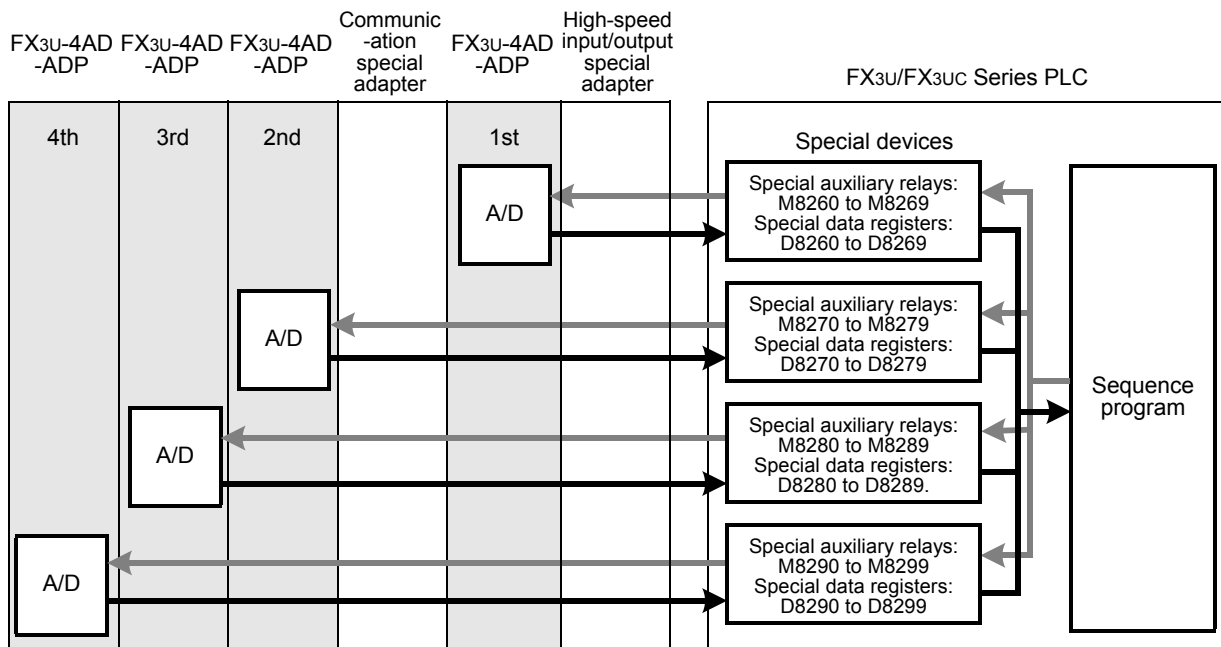 FX3U-4AD
-ADP
FX3U-4AD
-ADP
FX3U-4AD
-ADP
Communic
-ation
special
adapter
FX3U-4AD
-ADP
High-speed
input/output
special
adapter
FX3U/FX3UC Series PLC
4th
3rd
2nd
1st
Special devices
A/D
Special auxiliary relays:
M8260 to M8269
Special data registers:
D8260 to D8269
A/D
Special auxiliary relays:
M8270 to M8279
Special data registers:
D8270 to D8279
Sequence
program
A/D
Special auxiliary relays:
M8280 to M8289
Special data registers:
D8280 to D8289.
A/D
Special auxiliary relays:
M8290 to M8299
Special data registers:
D8290 to D8299